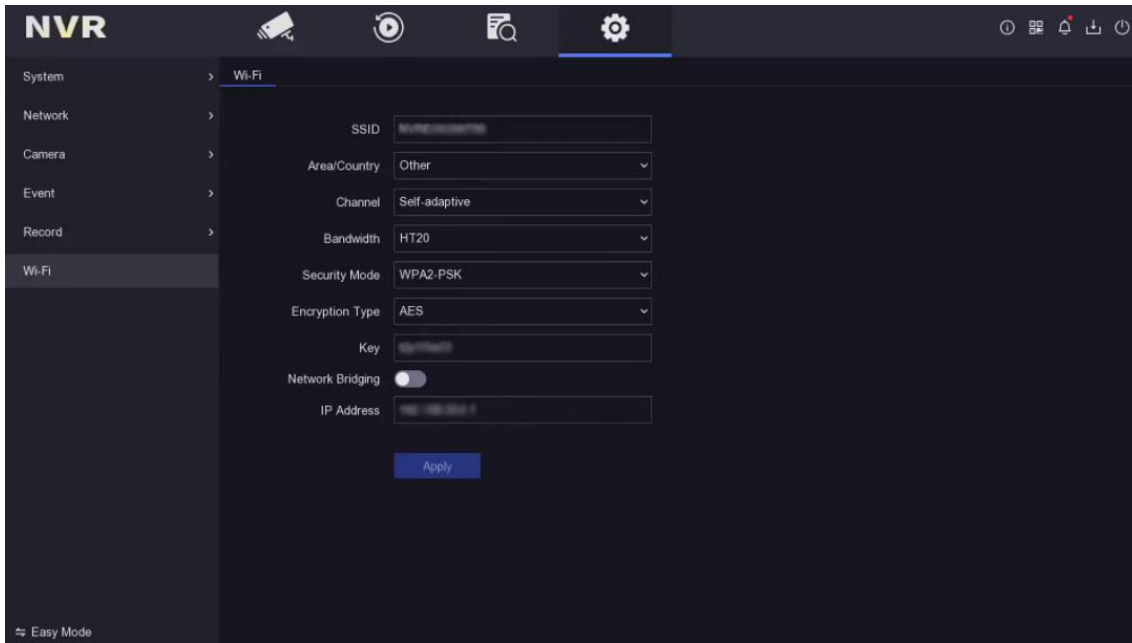 NVR
System
Network
Camera
Event
Record
Wi-Fi
Easy Mode
Wi-Fi
SSID
Area/Country Other
Channel Self-adaptive
Bandwidth HT20
Security Mode WPA2-PSK
Encryption Type AES
Key
Network Bridging
IP Address
Apply